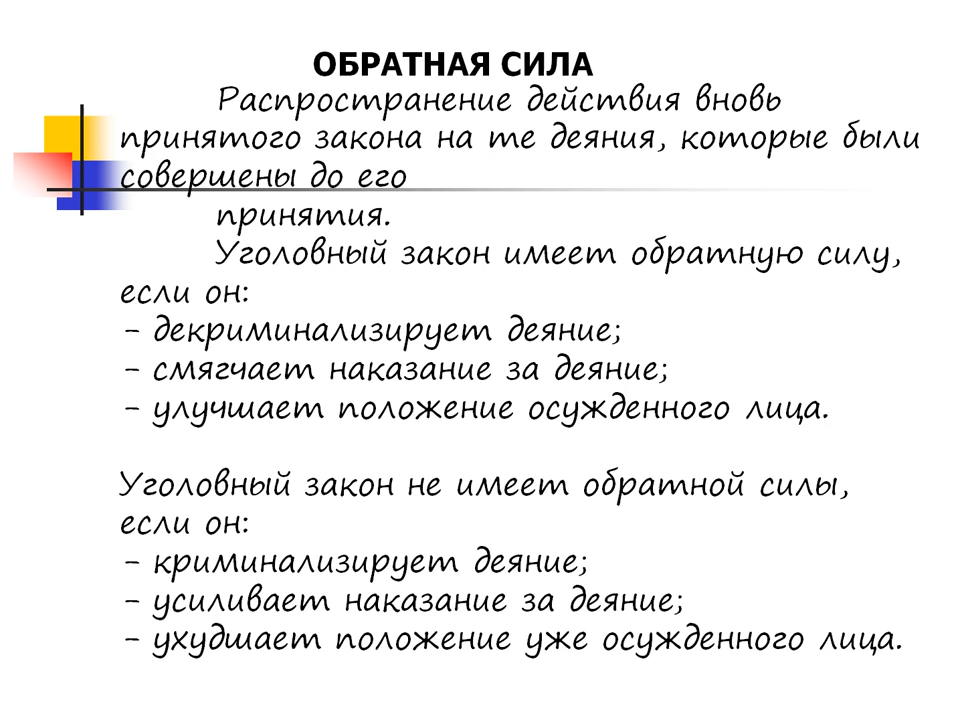 ОБРАТНАЯ СИЛА
Распространение действия вновь
принятого закона на те деяния, которые были
совершены до его
принятия.
Уголовный закон имеет обратную силу,
если он:
- декриминализирует деяние;
- смягчает наказание за деяние;
- улучшает положение осужденного лица.
Уголовный закон не имеет обратной силы,
если он:
- криминализирует деяние;
- усиливает наказание за деяние;
- ухудшает положение уже осужденного лица.